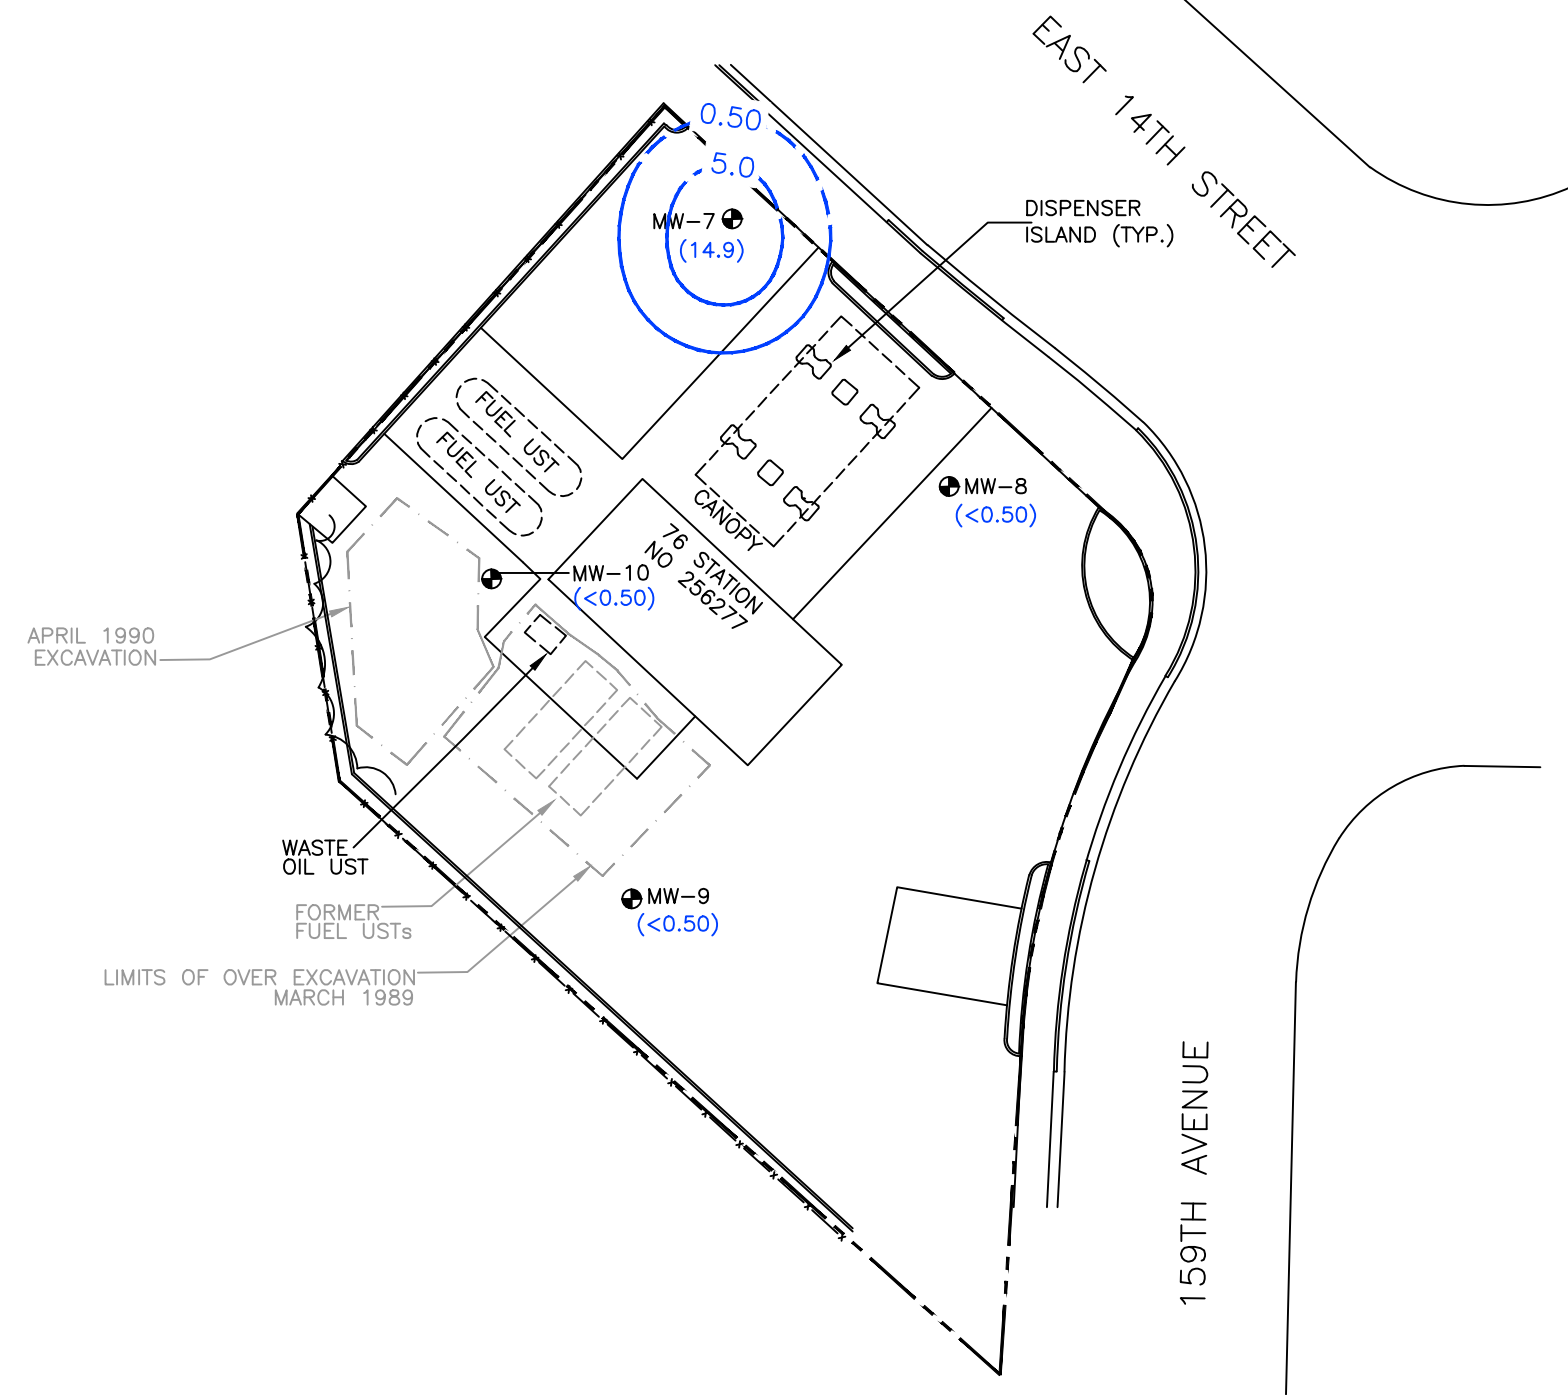 EAST 14TH STREET
0.50
5.0
MW-7
(14.9)
DISPENSER
ISLAND (TYP.)
FUEL UST
FUEL UST
CANOPY
MW-8
(<0.50)
76 STATION
NO 256277
MW-10
(<0.50)
APRIL 1990
EXCAVATION
WASTE
OIL UST
MW-9
(<0.50)
FORMER
FUEL USTs
LIMITS OF OVER EXCAVATION
MARCH 1989
159TH AVENUE